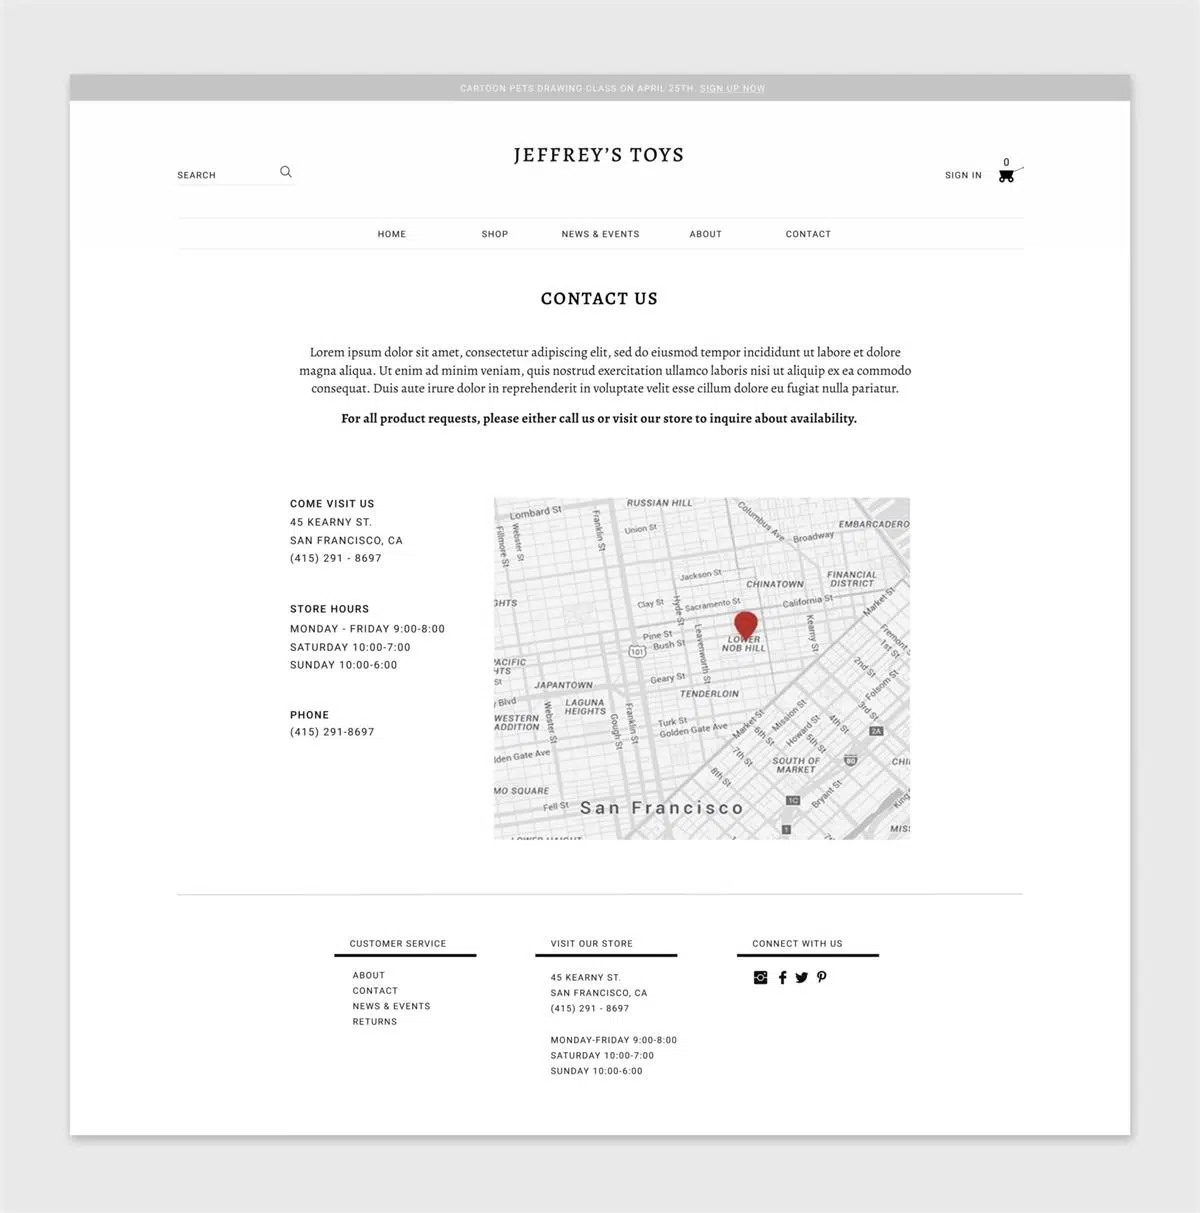 CARTOON PETS DRAWING CLASS ON APRIL 25TH. SIGN UP NOW
JEFFREY'S TOYS
SEARCH
SIGN IN
0
HOME
SHOP
NEWS & EVENTS
ABOUT
CONTACT
CONTACT US
Lorem ipsum dolor sit amet, consectetur adipiscing elit, sed do eiusmod tempor incididunt ut labore et dolore
magna aliqua. Ut enim ad minim veniam, quis nostrud exercitation ullamco laboris nisi ut aliquip ex ea commodo
consequat. Duis aute irure dolor in reprehenderit in voluptate velit esse cillum dolore eu fugiat nulla pariatur.
For all product requests, please either call us or visit our store to inquire about availability.
COME VISIT US
45 KEARNY ST.
SAN FRANCISCO, CA
(415) 291 - 8697
STORE HOURS
MONDAY - FRIDAY 9:00-8:00
SATURDAY 10:00-7:00
SUNDAY 10:00-6:00
PHONE
(415) 291-8697
RUSSIAN HILL
Lombard St
Franklin St
Columbus Ave
EMBARCADERO
Fillmore St
Webster St
Union St
Broadway
Jackson St
CHINATOWN
FINANCIAL
DISTRICT
GHTS
Clay St
Hyde St
Sacramento St
California St
Market St
Pine St
Bush St
Leavenworth St
LOWER
NOB HILL
Kearny St
Fremont
1st St
101
PACIFIC
HTS
St
2nd St
Folsom St
JAPANTOWN
Geary St
TENDERLOIN
3rd St
y Blvd
LAGUNA
HEIGHTS
WESTERN
ADDITION
Webster St
Gough St
Franklin St
Turk St
Golden Gate Ave
Market St
Mission St
Howard St
4th St
5th St
6th St
7th St
8th St
2A
lden Gate Ave
SOUTH OF
MARKET
80
CHI
MO SQUARE
Fell St
San Francisco
1C
Bryant St
King
1
7th
MISS
LOWER HAIGHT
CUSTOMER SERVICE
ABOUT
CONTACT
NEWS & EVENTS
RETURNS
VISIT OUR STORE
45 KEARNY ST.
SAN FRANCISCO, CA
(415) 291 - 8697
MONDAY-FRIDAY 9:00-8:00
SATURDAY 10:00-7:00
SUNDAY 10:00-6:00
CONNECT WITH US